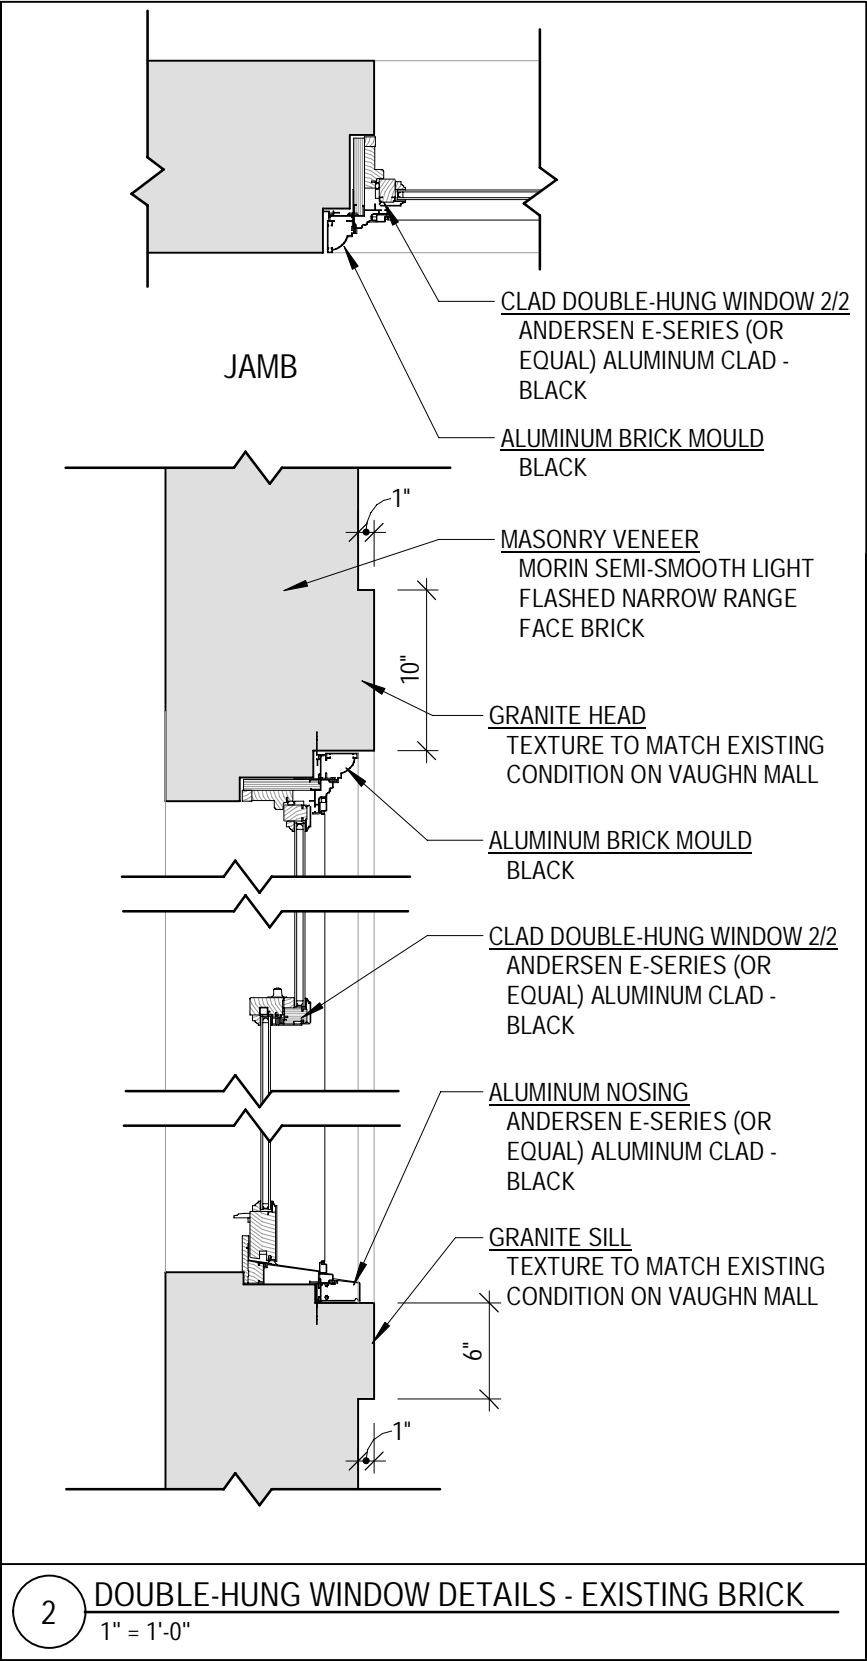 CLAD DOUBLE-HUNG WINDOW 2/2
ANDERSEN E-SERIES (OR
EQUAL) ALUMINUM CLAD -
BLACK
JAMB
ALUMINUM BRICK MOULD
BLACK
1"
MASONRY VENEER
MORIN SEMI-SMOOTH LIGHT
FLASHED NARROW RANGE
FACE BRICK
10"
GRANITE HEAD
TEXTURE TO MATCH EXISTING
CONDITION ON VAUGHN MALL
ALUMINUM BRICK MOULD
BLACK
CLAD DOUBLE-HUNG WINDOW 2/2
ANDERSEN E-SERIES (OR
EQUAL) ALUMINUM CLAD -
BLACK
ALUMINUM NOSING
ANDERSEN E-SERIES (OR
EQUAL) ALUMINUM CLAD -
BLACK
GRANITE SILL
TEXTURE TO MATCH EXISTING
CONDITION ON VAUGHN MALL
6"
1"
2
DOUBLE-HUNG WINDOW DETAILS - EXISTING BRICK
1" = 1'-0"